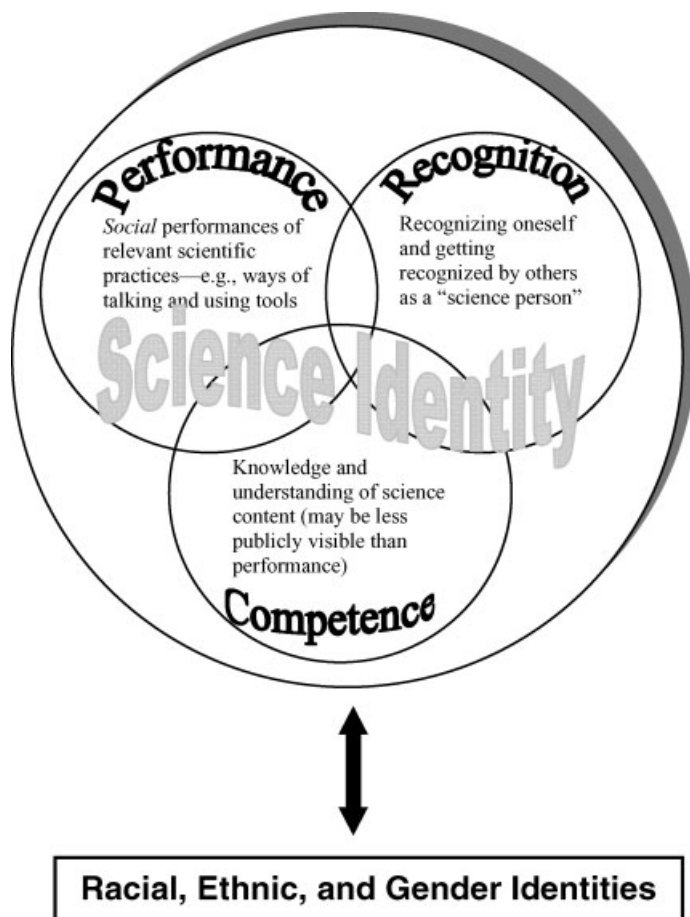 Performance
Social performances of
relevant scientific
practices—e.g., ways of
talking and using tools
Recognition
Recognizing oneself
and getting
recognized by others
as a “science person”
Science Identity
Knowledge and
understanding of science
content (may be less
publicly visible than
performance)
Competence
Racial, Ethnic, and Gender Identities